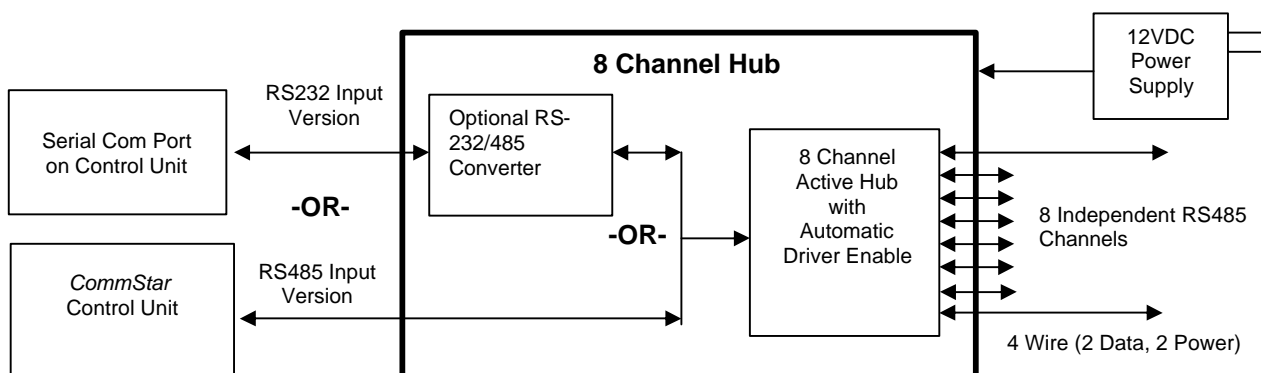 8 Channel Hub
12VDC
Power
Supply
RS232 Input
Version
Serial Com Port
on Control Unit
Optional RS-
232/485
Converter
-OR-
-OR-
8 Channel
Active Hub
with
Automatic
Driver Enable
8 Independent RS485
Channels
CommStar
Control Unit
RS485 Input
Version
4 Wire (2 Data, 2 Power)